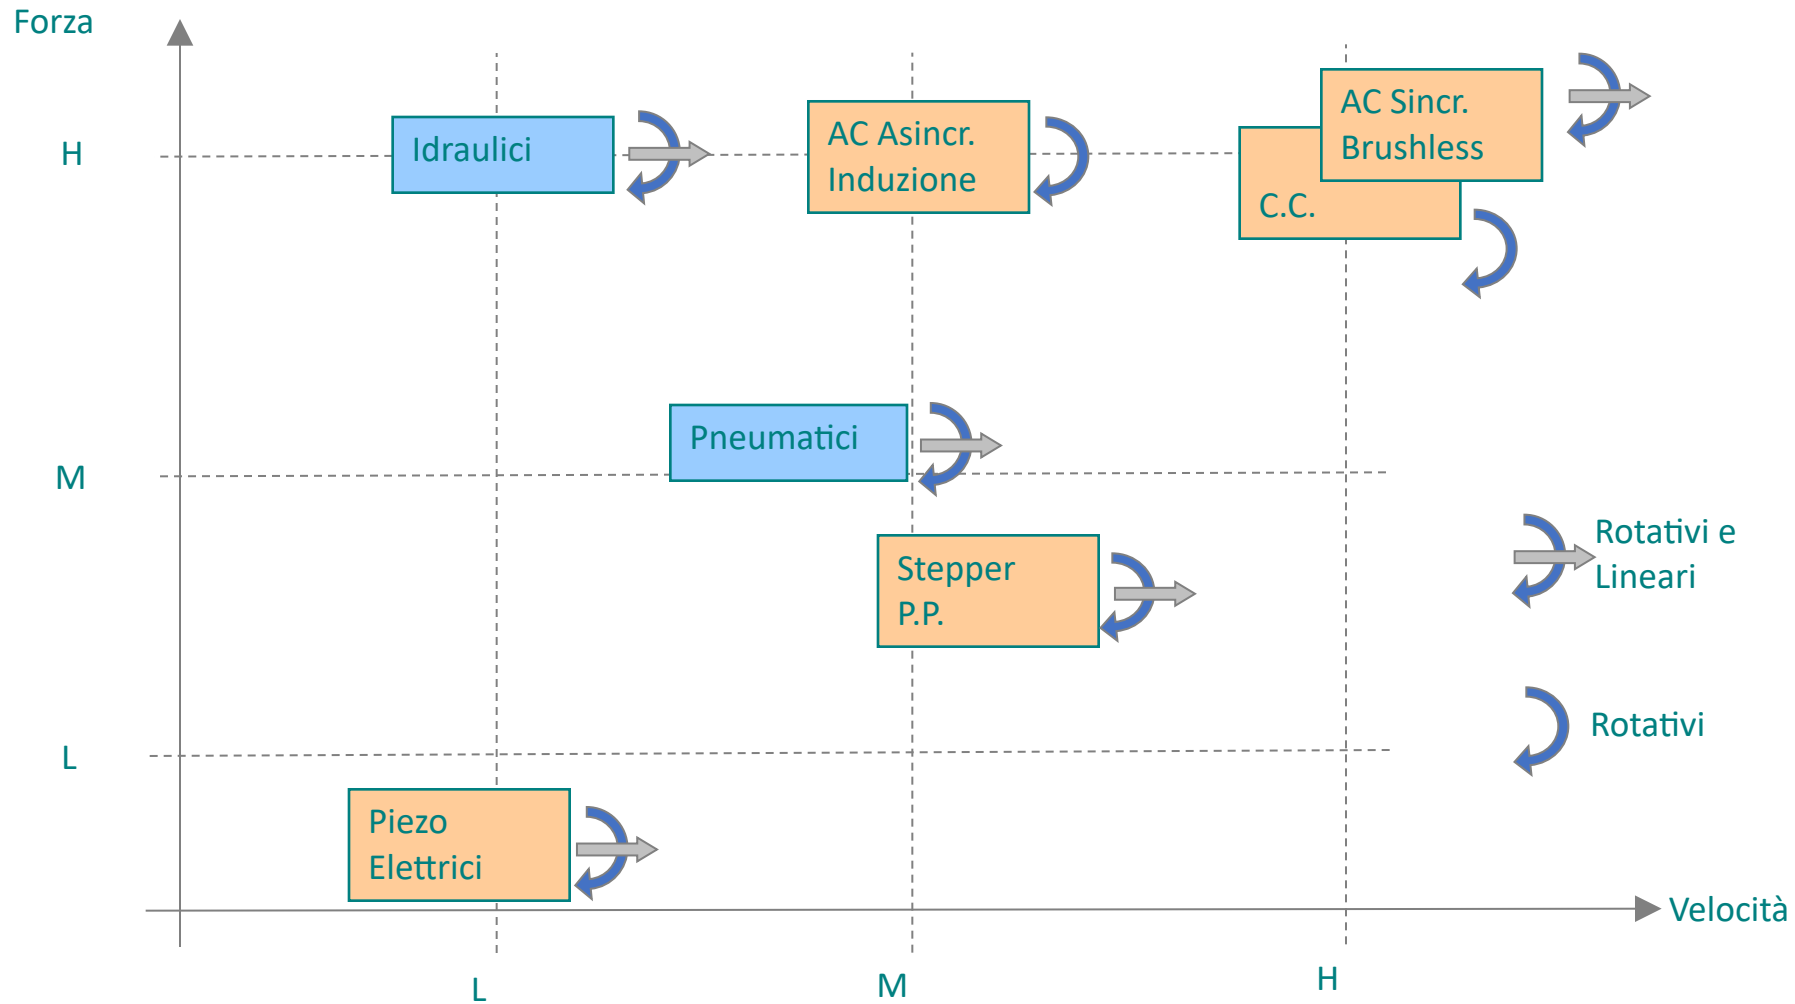 Forza
H
Idraulici
AC Asincr.
Induzione
AC Sincr.
Brushless
C.C.
M
Pneumatici
Stepper
P.P.
Rotativi e
Lineari
Rotativi
L
Piezo
Elettrici
Velocità
L
M
H